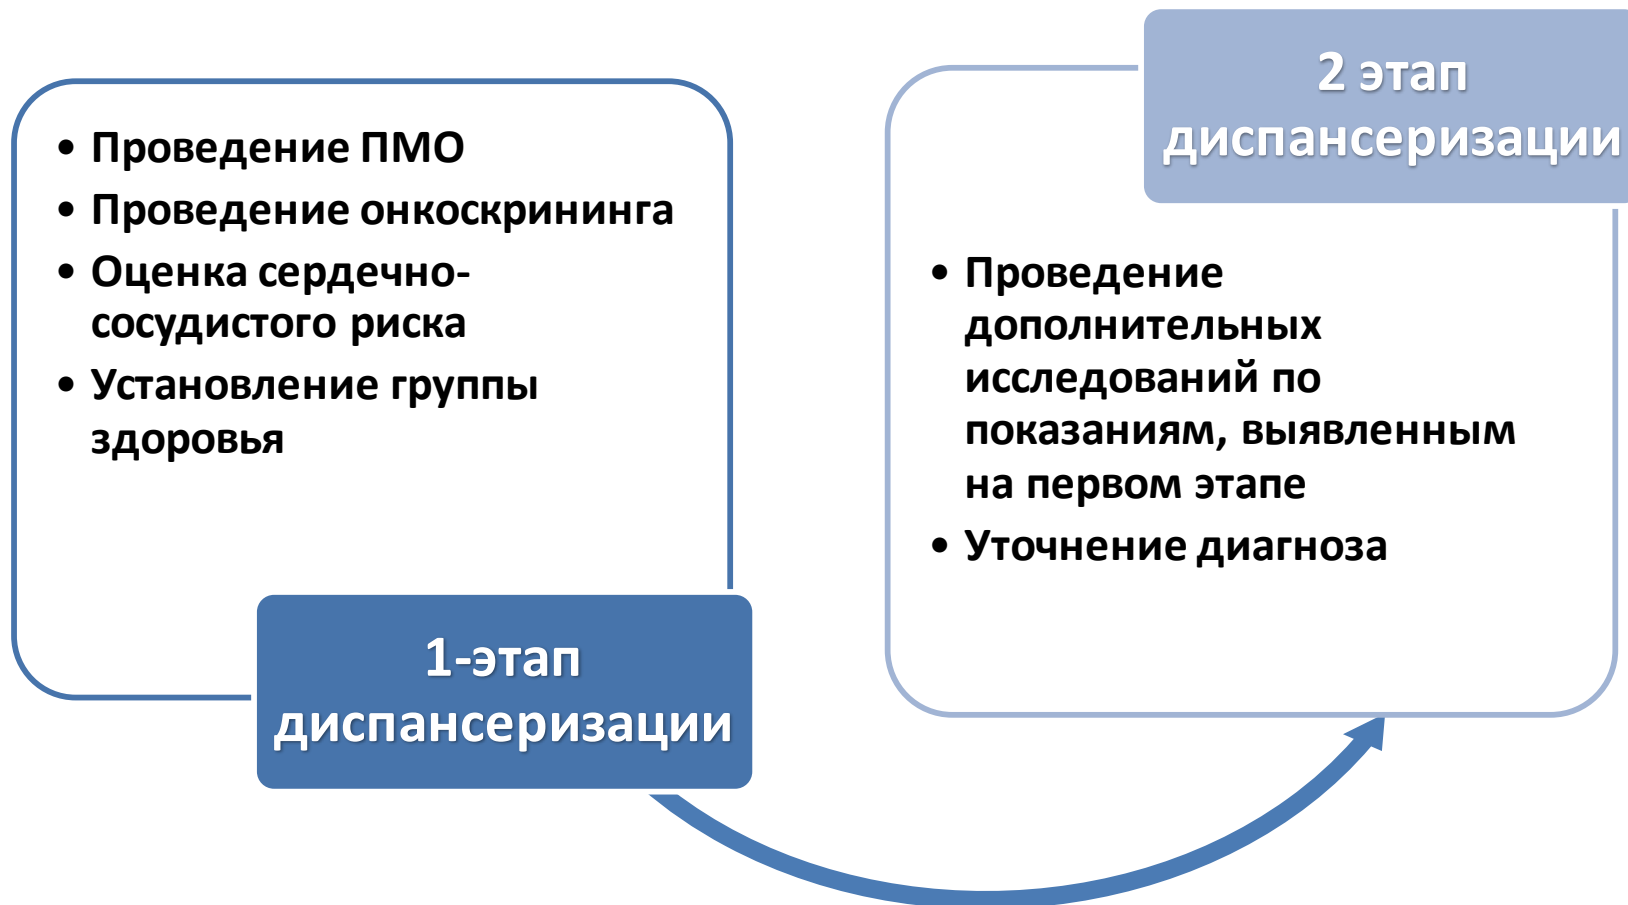 • Проведение ПМО
• Проведение онкоскрининга
• Оценка сердечно-
сосудистого риска
• Установление группы
здоровья
1-этап
диспансеризации
2 этап
диспансеризации
• Проведение
дополнительных
исследований по
показаниям, выявленным
на первом этапе
• Уточнение диагноза